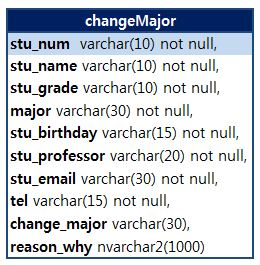 changeMajor
stu_num varchar(10) not null,
stu_name varchar(10) not null,
stu_grade varchar(10) not null,
major varchar(30) not null,
stu_birthday varchar(15) not null,
stu_professor varchar(20) not null,
stu_email varchar(30) not null,
tel varchar(15) not null,
change_major varchar(30),
reason_why nvarchar2(1000)